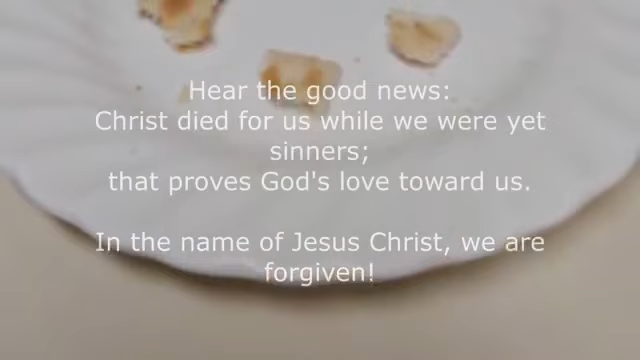 Hear the good news:
Christ died for us while we were yet
sinners;
that proves God's love toward us.
In the name of Jesus Christ, we are
forgiven!